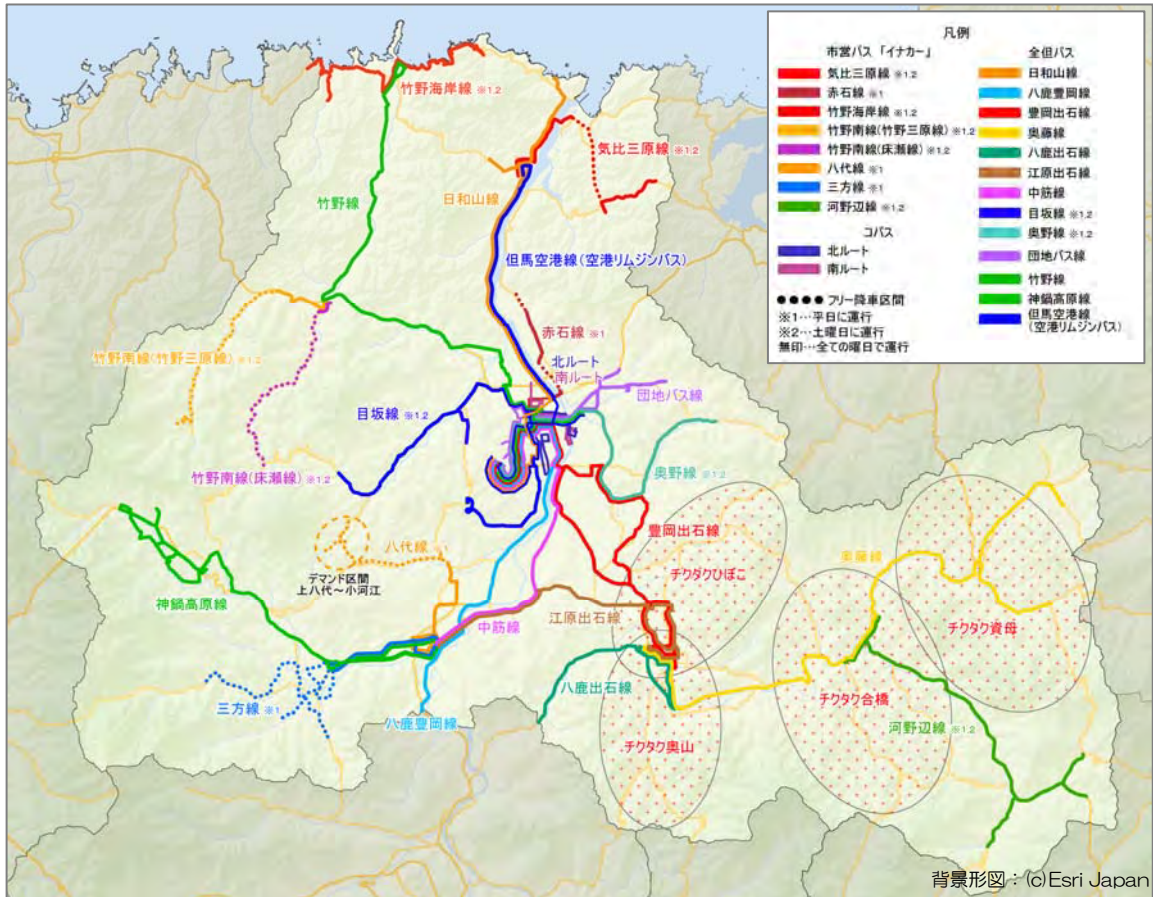 凡例
市営バス 「イナカー」
気比三原線 ※1,2
赤石線 ※1
竹野海岸線 ※1,2
竹野南線(竹野三原線) ※1,2
竹野南線(床瀬線) ※1,2
八代線 ※1
三方線 ※1
河野辺線 ※1,2
コバス
北ルート
南ルート
フリー降車区間
※1…平日に運行
※2…土曜日に運行
無印…全ての曜日で運行
全但バス
日和山線
八鹿豊岡線
豊岡出石線
奥藤線
八鹿出石線
江原出石線
中筋線
目坂線 ※1,2
奥野線 ※1,2
団地バス線
竹野線
神鍋高原線
但馬空港線
(空港リムジンバス)
竹野海岸線 ※1,2
気比三原線 ※1,2
日和山線
竹野線
但馬空港線(空港リムジンバス)
赤石線 ※1
北ルート
南ルート
竹野南線(竹野三原線) ※1,2
団地バス線
目坂線 ※1,2
竹野南線(床瀬線) ※1,2
奥野線 ※1,2
豊岡出石線
八代線 ※1
奥藤線
チクタクひぼこ
デマンド区間
上八代~小河江
チクタク資母
神鍋高原線
江原出石線
中筋線
八鹿出石線
チクタク合橋
三方線 ※1
八鹿豊岡線
河野辺線 ※1,2
チクタク奥山
背景形図:(c)Esri Japan